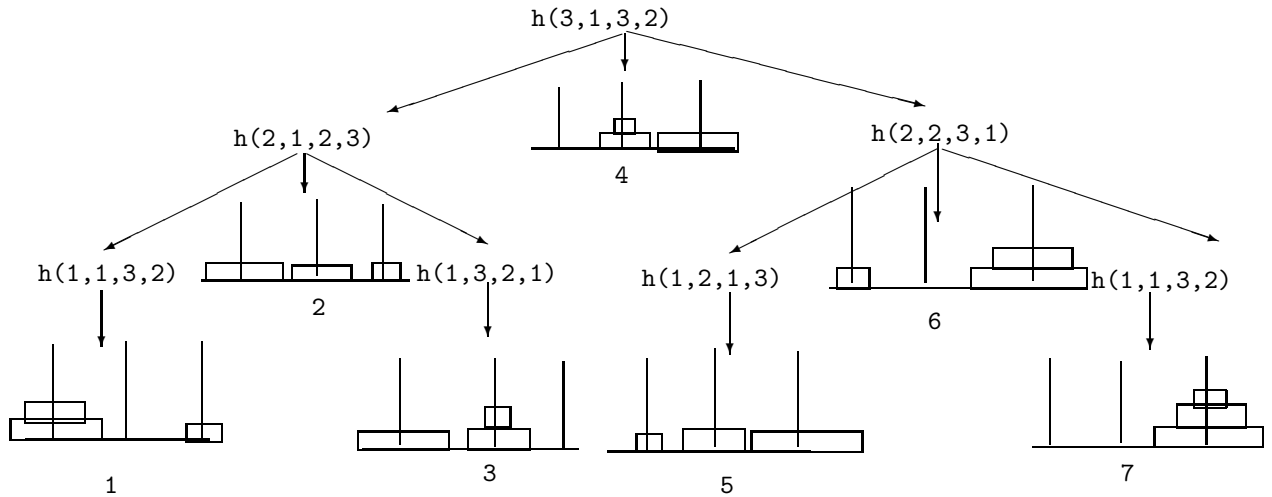 h(3,1,3,2)
h(2,1,2,3)
h(2,2,3,1)
4
h(1,1,3,2)
h(1,3,2,1)
h(1,2,1,3)
h(1,1,3,2)
2
6
1
3
5
7